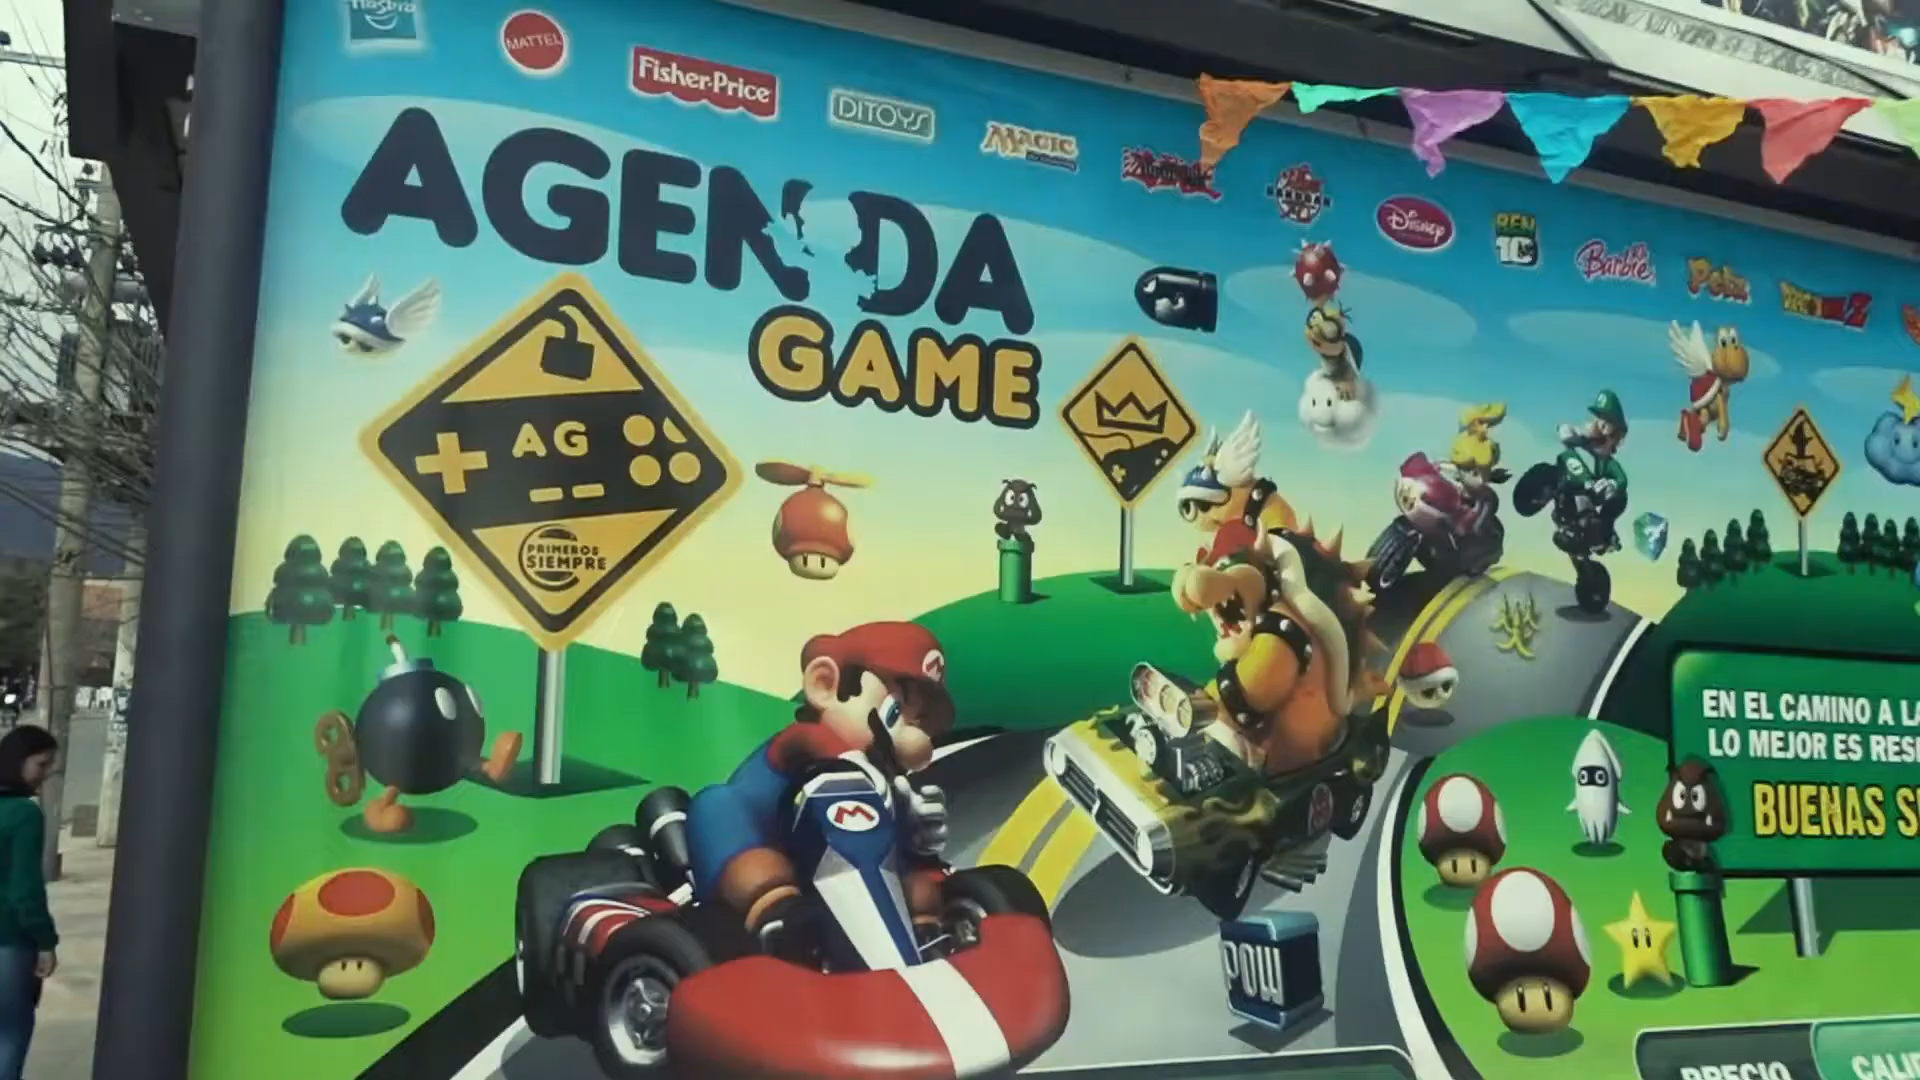 Hasbro
MATTEL
Fisher-Price
DITOYS
MAGIC
DISNEY
BEN
10
Barbie
AGENDA
GAME
AG
PRIMEROS
SIEMPRE
M
M
EN EL CAMINO A LA
LO MEJOR ES RES
BUENAS S
POW
PRECIO
CALI